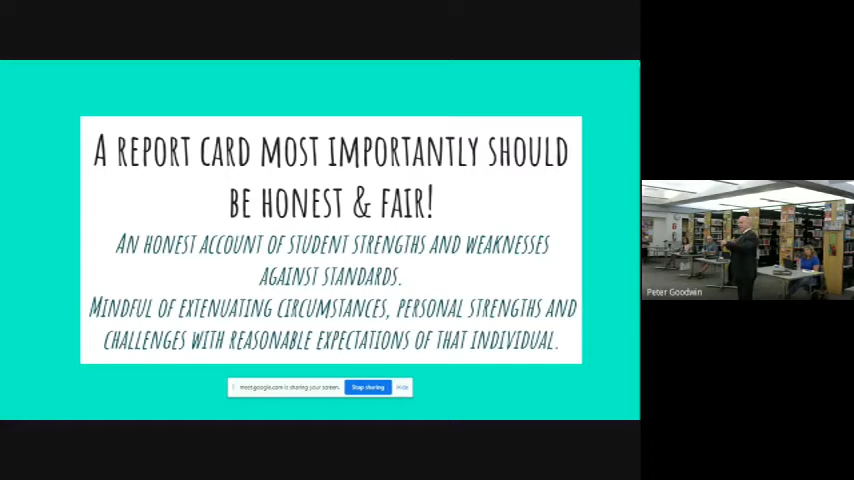 A REPORT CARD MOST IMPORTANTLY SHOULD
BE HONEST & FAIR!
AN HONEST ACCOUNT OF STUDENT STRENGTHS AND WEAKNESSES
AGAINST STANDARDS.
MINDFUL OF EXTENUATING CIRCUMSTANCES, PERSONAL STRENGTHS AND
CHALLENGES WITH REASONABLE EXPECTATIONS OF THAT INDIVIDUAL.
meet.google.com is sharing your screen. Stop sharing Hide
Peter Goodwin